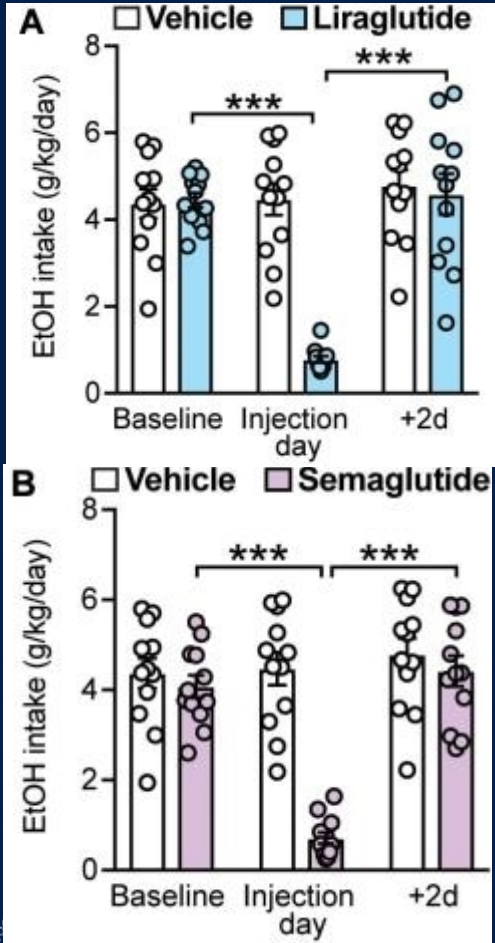 A
Vehicle Liraglutide
EtOH intake (g/kg/day)
8
6
4
2
0
***
***
Baseline Injection day +2d
B
Vehicle Semaglutide
EtOH intake (g/kg/day)
8
6
4
2
0
***
***
Baseline Injection day +2d